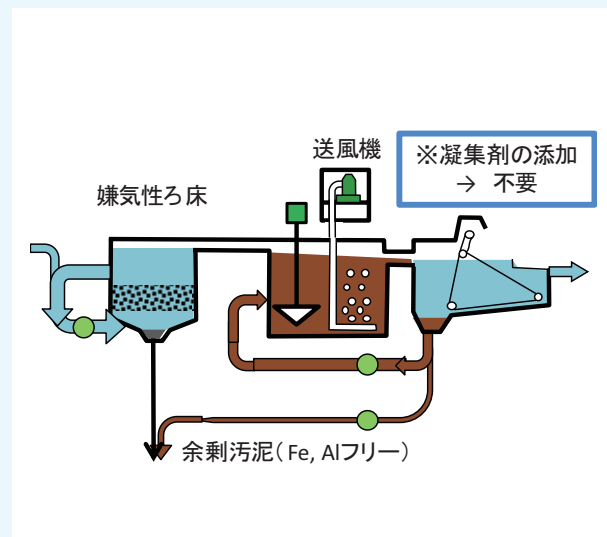 送風機
※凝集剤の添加
→ 不要
嫌気性ろ床
余剰汚泥(Fe, Alフリー)